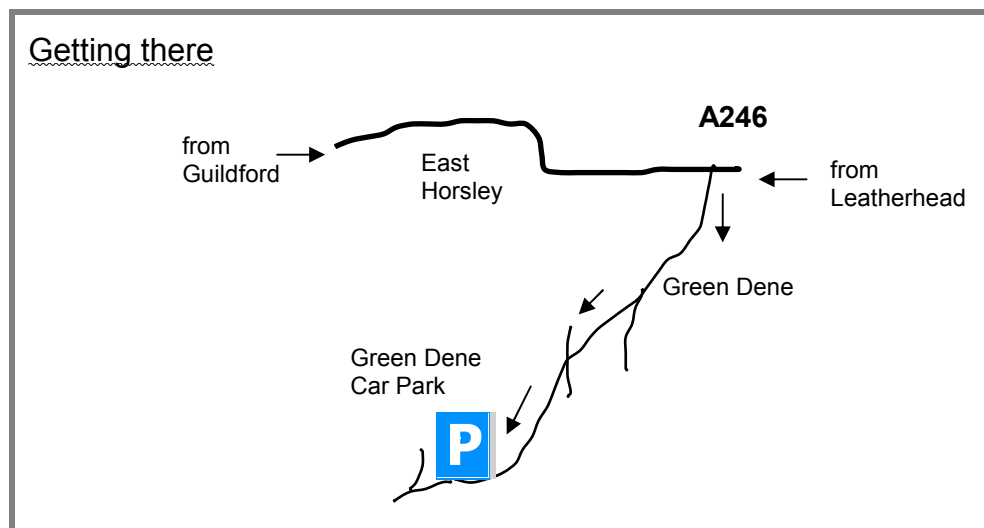 Getting there
A246
from
Guildford
East
Horsley
from
Leatherhead
Green Dene
Green Dene
Car Park
P